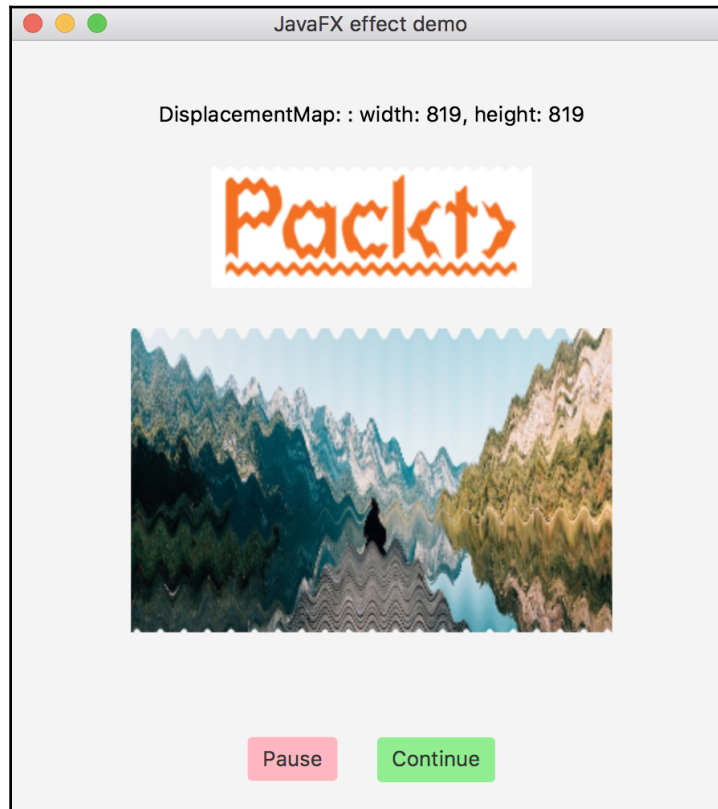 JavaFX effect demo
DisplacementMap: : width: 819, height: 819
Packt>
Pause
Continue